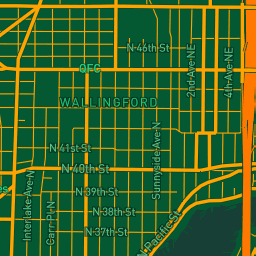 N 46th St
QFC
2nd Ave NE
4th Ave NE
WALLINGFORD
N 41st St
Sunnyside Ave N
N 40th St
Interlake Ave N
Carr Pl N
N 39th St
N 38th St
N Pacific St
N 37th St